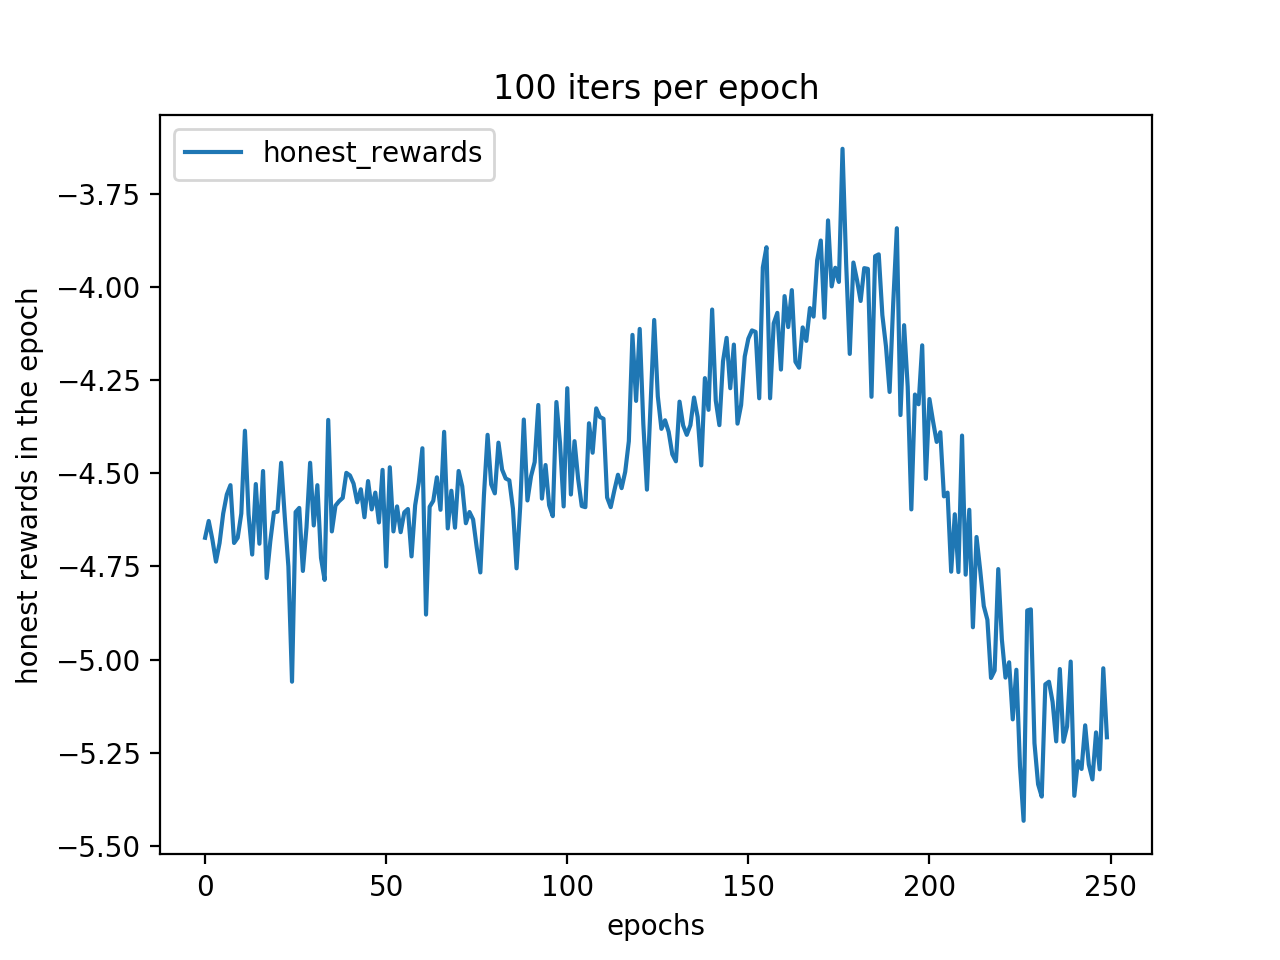 100 iters per epoch
honest_rewards
honest rewards in the epoch
−3.75
−4.00
−4.25
−4.50
−4.75
−5.00
−5.25
−5.50
0 50 100 150 200 250
epochs